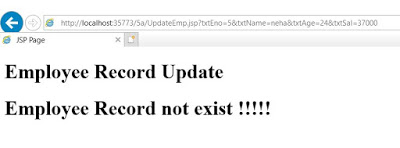 http://localhost:35773/5a/UpdateEmp.jsp?txtEno=5&txtName=neha&txtAge=24&txtSal=37000
JSP Page
Employee Record Update
Employee Record not exist !!!!!